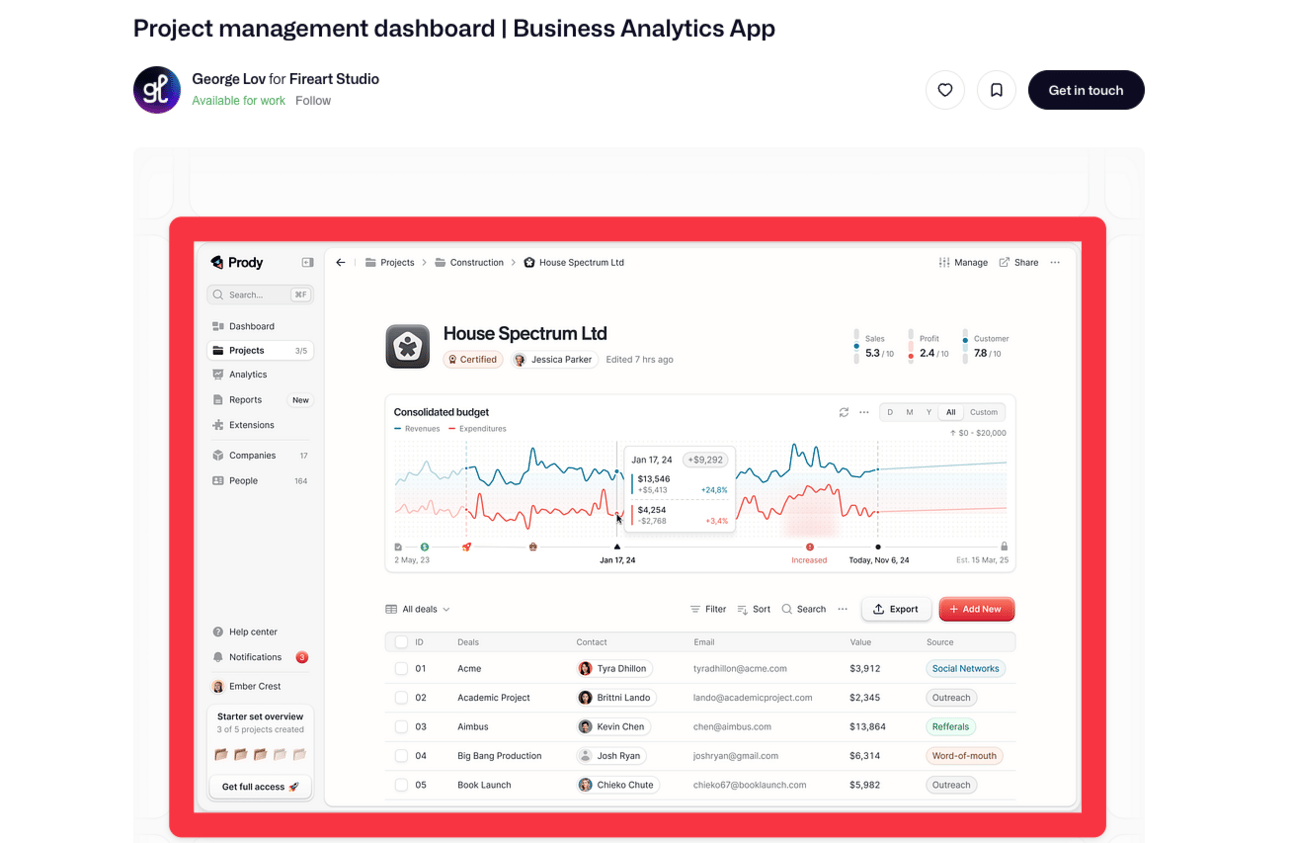 Project management dashboard | Business Analytics App
gl
George Lov for Fireart Studio
Available for work Follow
Get in touch
Prody
Search... ⌘F
Dashboard
Projects 3/5
Analytics
Reports New
Extensions
Companies 17
People 164
Help center
Notifications 3
Ember Crest
Starter set overview
3 of 5 projects created
Get full access 🚀
Projects > Construction > House Spectrum Ltd
Manage Share ...
House Spectrum Ltd
Certified Jessica Parker Edited 7 hrs ago
Sales
5.3 / 10
Profit
2.4 / 10
Customer
7.8 / 10
Consolidated budget
D M Y All Custom
Revenues Expenditures
↑ $0 - $20,000
Jan 17, 24 +$9,292
$13,546
+$5,413 +24,8%
$4,254
-$2,768 +3,4%
2 May, 23 Jan 17, 24 Increased Today, Nov 6, 24 Est. 15 Mar, 25
All deals Filter Sort Search ... Export + Add New
ID Deals Contact Email Value Source
01 Acme Tyra Dhillon tyradhillon@acme.com $3,912 Social Networks
02 Academic Project Brittni Lando lando@academicproject.com $2,345 Outreach
03 Aimbus Kevin Chen chen@aimbus.com $13,864 Refferals
04 Big Bang Production Josh Ryan joshryan@gmail.com $6,314 Word-of-mouth
05 Book Launch Chieko Chute chieko67@booklaunch.com $5,982 Outreach